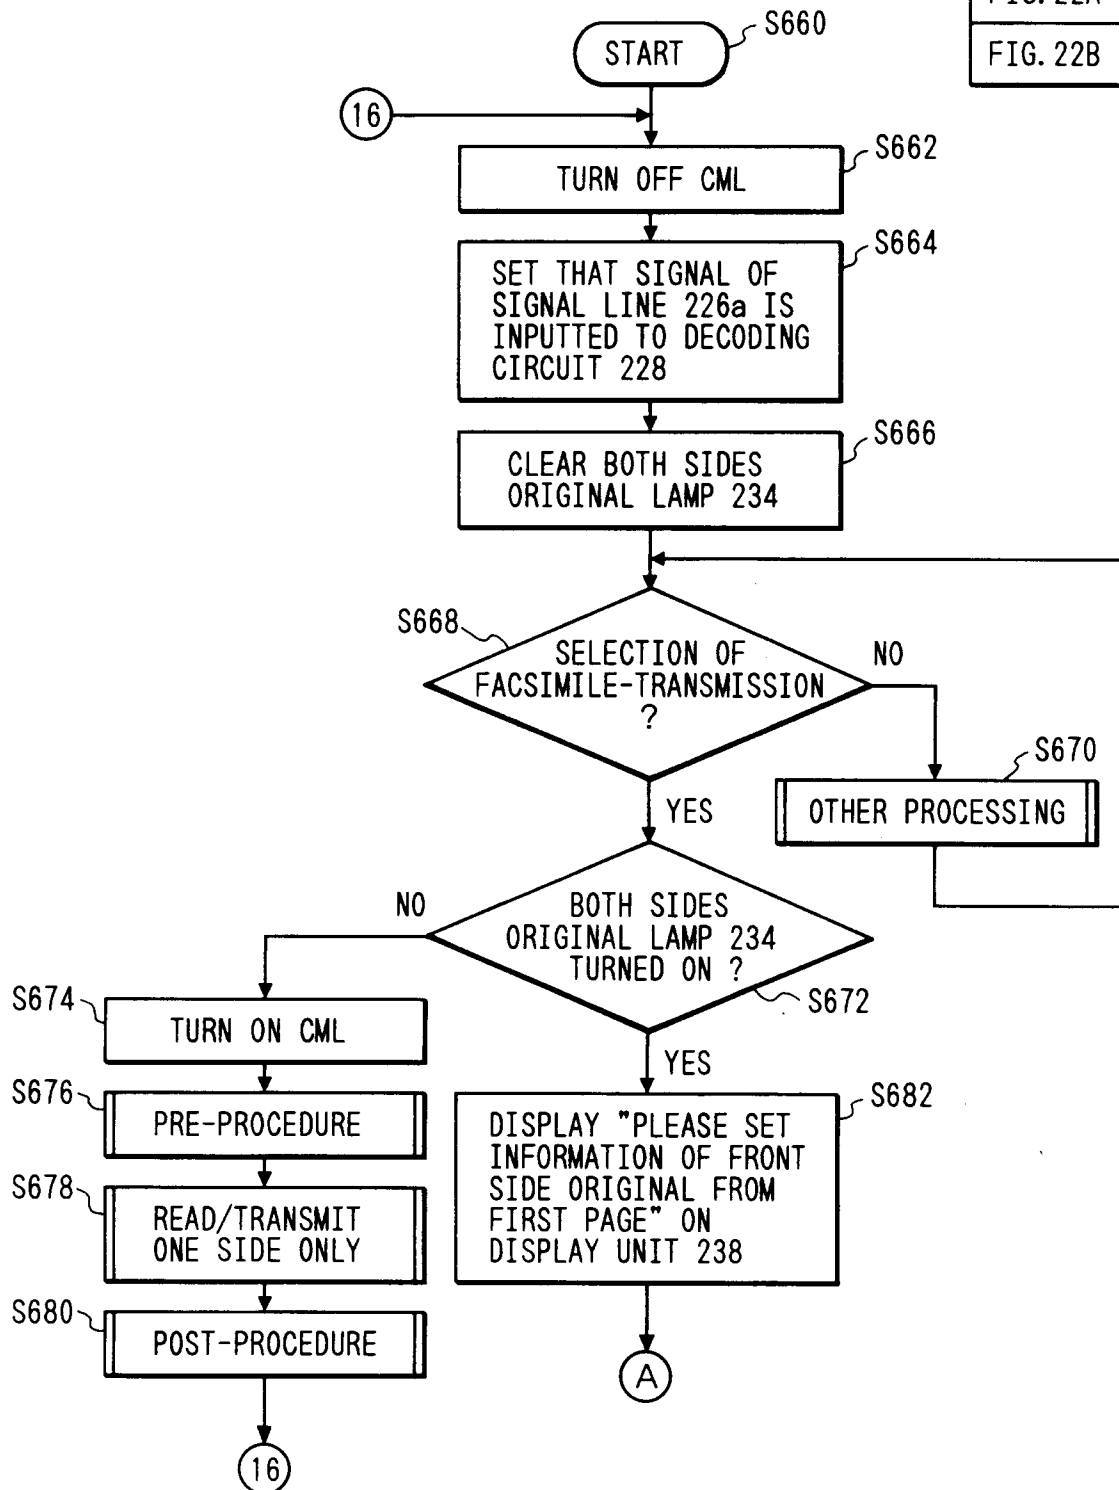 FIG. 22A
FIG. 22B
S660
START
16
S662
TURN OFF CML
S664
SET THAT SIGNAL OF
SIGNAL LINE 226a IS
INPUTTED TO DECODING
CIRCUIT 228
S666
CLEAR BOTH SIDES
ORIGINAL LAMP 234
S668
SELECTION OF
FACSIMILE-TRANSMISSION
?
NO
S670
OTHER PROCESSING
YES
NO
BOTH SIDES
ORIGINAL LAMP 234
TURNED ON ?
S672
S674
TURN ON CML
YES
S676
PRE-PROCEDURE
S682
DISPLAY "PLEASE SET
INFORMATION OF FRONT
SIDE ORIGINAL FROM
FIRST PAGE" ON
DISPLAY UNIT 238
S678
READ/TRANSMIT
ONE SIDE ONLY
S680
POST-PROCEDURE
A
16